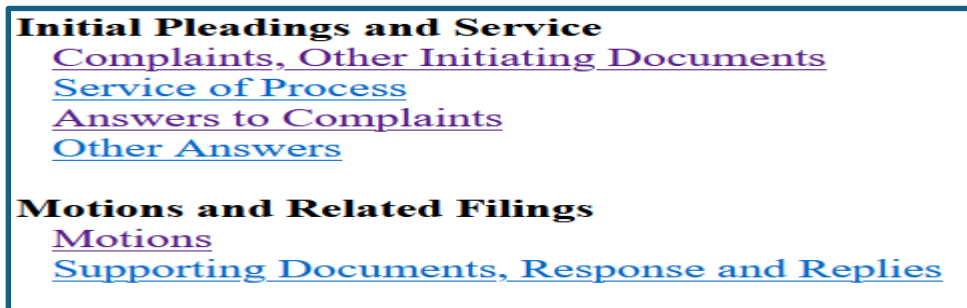 Initial Pleadings and Service
Complaints, Other Initiating Documents
Service of Process
Answers to Complaints
Other Answers
Motions and Related Filings
Motions
Supporting Documents, Response and Replies